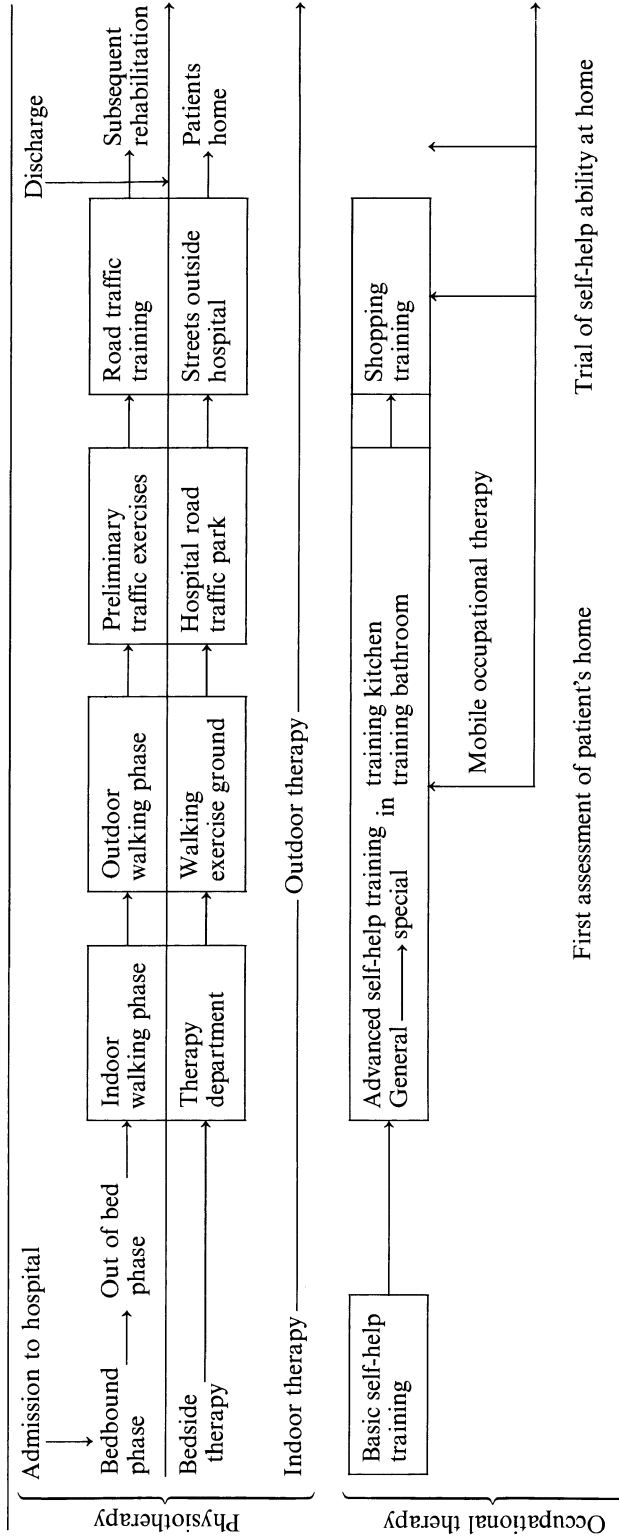 Admission to hospital
Discharge
Physiotherapy
Bedbound
phase
Out of bed
phase
Indoor
walking phase
Outdoor
walking phase
Preliminary
traffic exercises
Road traffic
training
Subsequent
rehabilitation
Bedside
therapy
Therapy
department
Walking
exercise ground
Hospital road
traffic park
Streets outside
hospital
Patients
home
Indoor therapy
Outdoor therapy
Occupational therapy
Basic self-help
training
Advanced self-help training in training kitchen
General special training bathroom
Shopping
training
Mobile occupational therapy
First assessment of patient's home
Trial of self-help ability at home